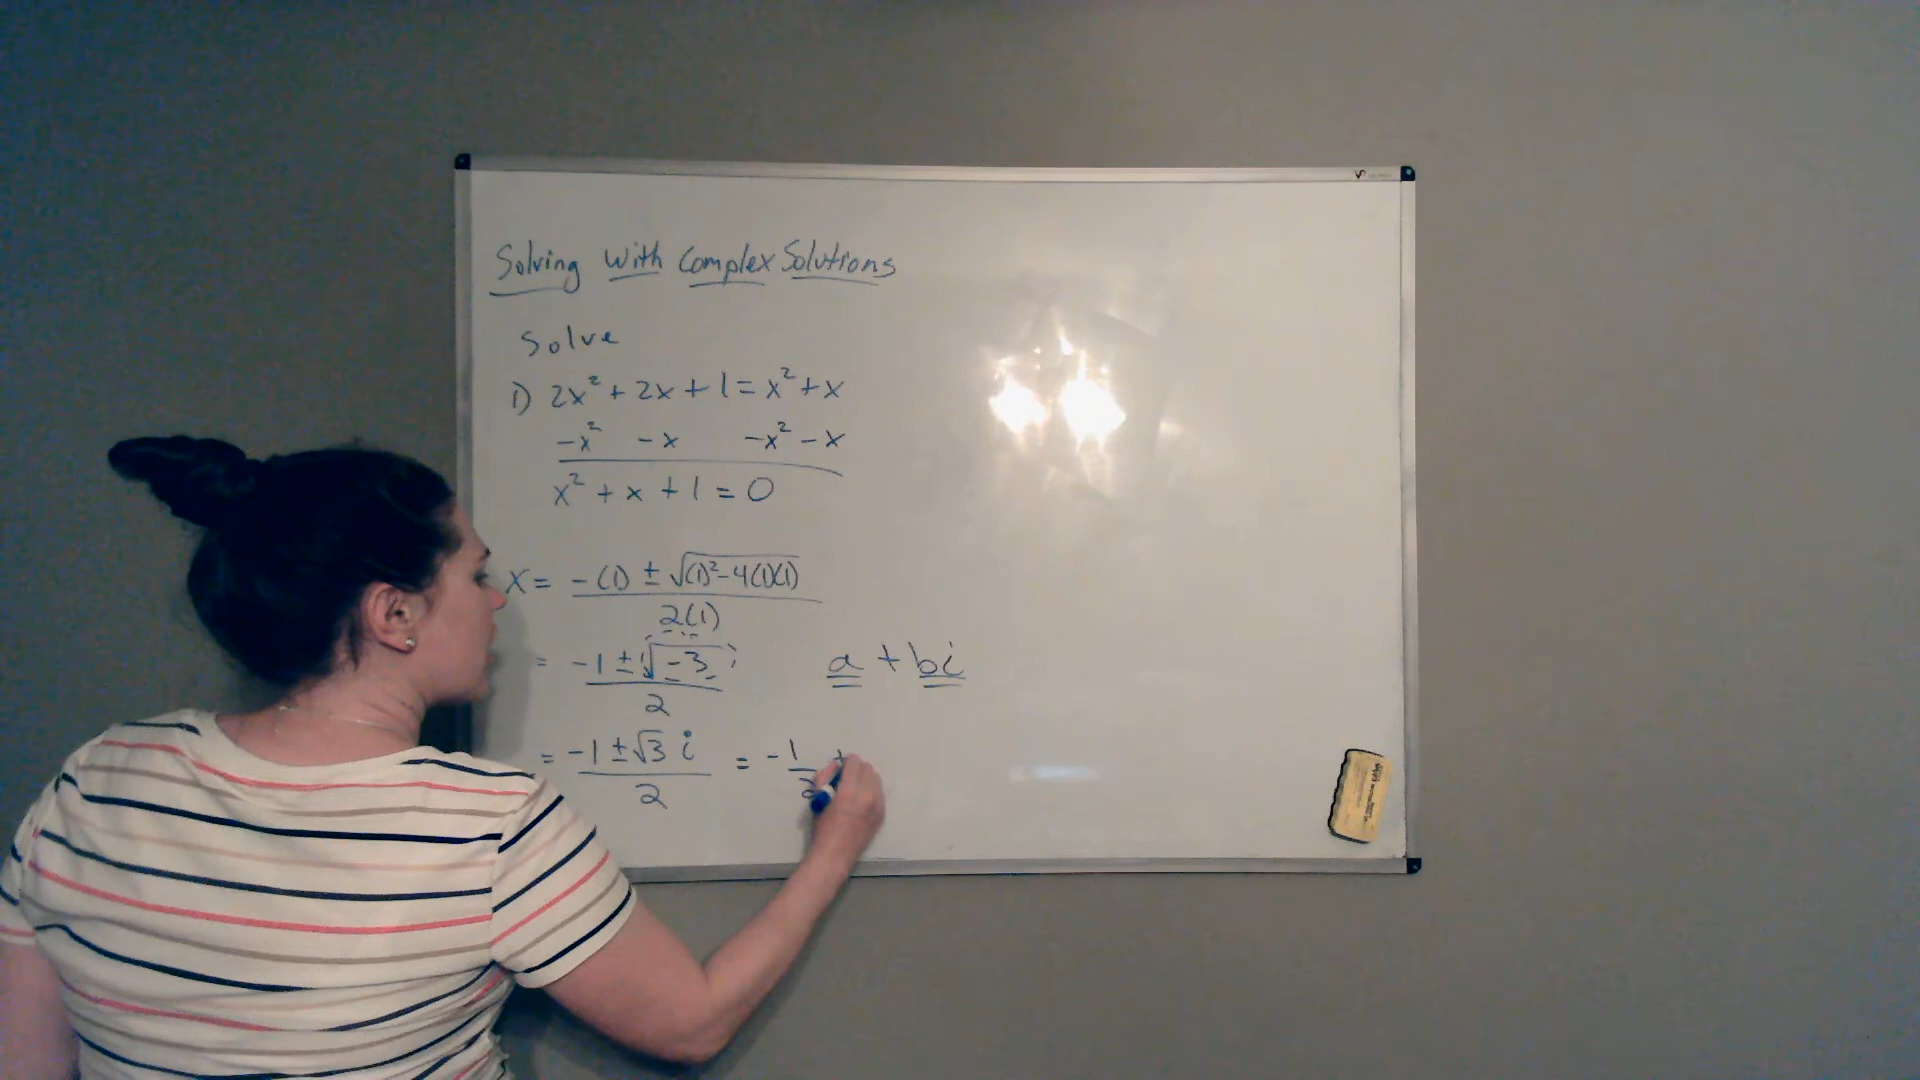 Solving With Complex Solutions
Solve
1) 2x² + 2x + 1 = x² + x
-x² - x -x² - x
x² + x + 1 = 0
x = -(1) ± √(1)²-4(1)(1)
2(1)
= -1 ± √-3
2
a + bi
= -1 ± √3 i
2
= -1
2